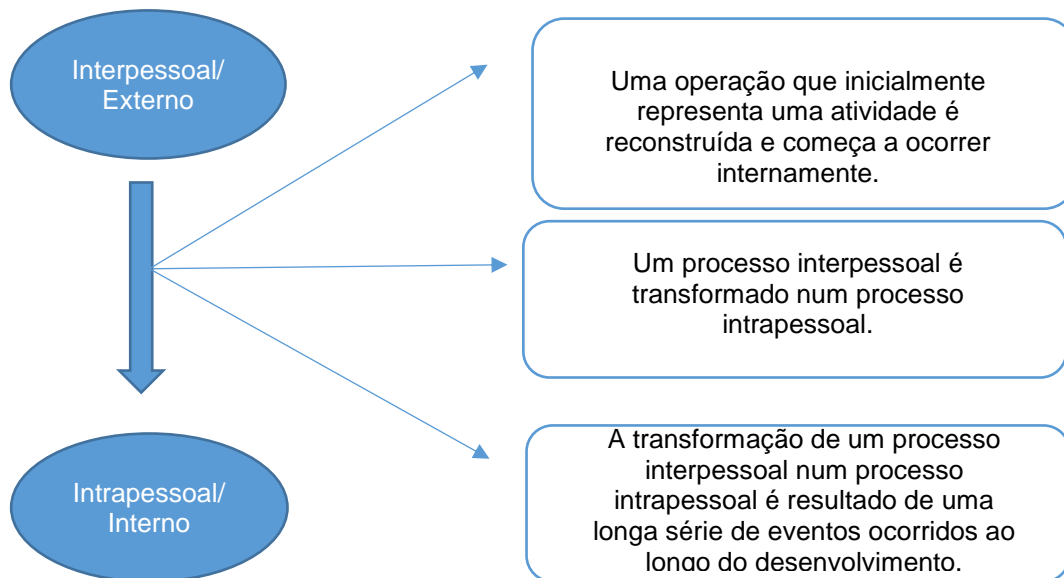 Interpessoal/
Externo
Uma operação que inicialmente
representa uma atividade é
reconstruída e começa a ocorrer
internamente.
Um processo interpessoal é
transformado num processo
intrapessoal.
Intrapessoal/
Interno
A transformação de um processo
interpessoal num processo
intrapessoal é resultado de uma
longa série de eventos ocorridos ao
longo do desenvolvimento.